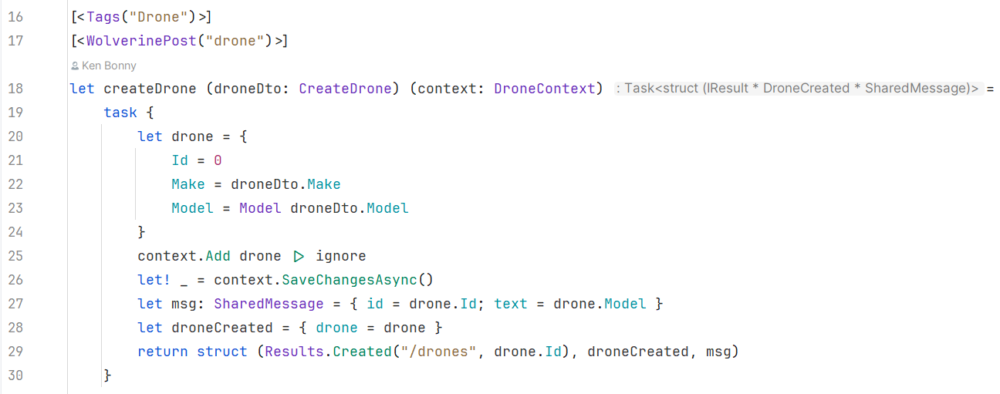 16 [<Tags("Drone")>]
17 [<WolverinePost("drone")>]
Ken Bonny
18 let createDrone (droneDto: CreateDrone) (context: DroneContext) : Task<struct (IResult * DroneCreated * SharedMessage)> =
19 task {
20 let drone = {
21 Id = 0
22 Make = droneDto.Make
23 Model = Model droneDto.Model
24 }
25 context.Add drone |> ignore
26 let! _ = context.SaveChangesAsync()
27 let msg: SharedMessage = { id = drone.Id; text = drone.Model }
28 let droneCreated = { drone = drone }
29 return struct (Results.Created("/drones", drone.Id), droneCreated, msg)
30 }